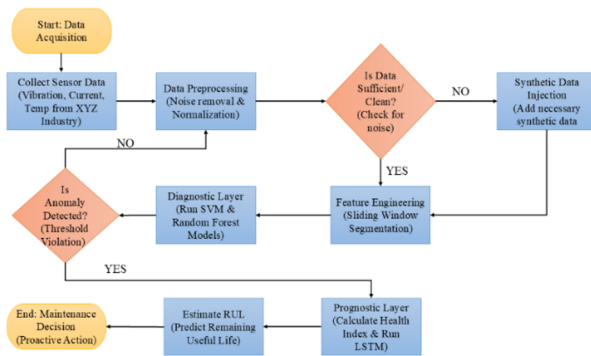 Start: Data
Acquisition
Collect Sensor Data
(Vibration, Current,
Temp from XYZ
Industry)
Data Preprocessing
(Noise removal &
Normalization)
Is Data
Sufficient/
Clean?
(Check for
noise)
NO
Synthetic Data
Injection
(Add necessary
synthetic data
YES
NO
Is
Anomaly
Detected?
(Threshold
Violation)
Diagnostic Layer
(Run SVM &
Random Forest
Models)
Feature Engineering
(Sliding Window
Segmentation)
YES
End: Maintenance
Decision
(Proactive Action)
Estimate RUL
(Predict Remaining
Useful Life)
Prognostic Layer
(Calculate Health
Index & Run
LSTM)